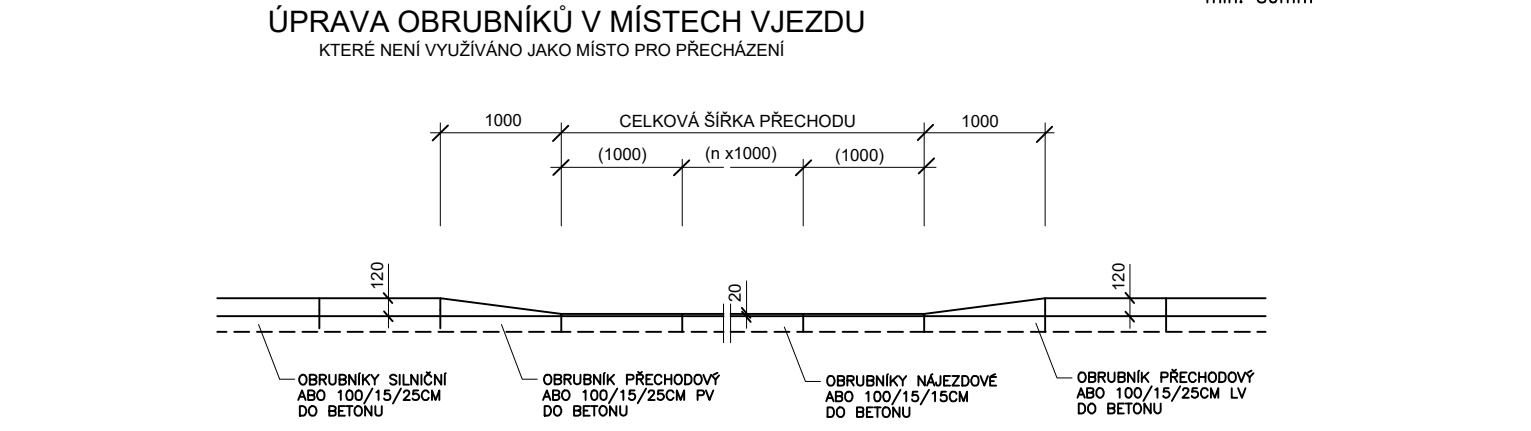 ÚPRAVA OBRUBNÍKŮ V MÍSTECH VJEZDU
KTERÉ NENÍ VYUŽÍVÁNO JAKO MÍSTO PRO PŘECHÁZENÍ
1000
CELKOVÁ ŠÍŘKA PŘECHODU
1000
(1000)
(n x1000)
(1000)
120
20
120
OBRUBNÍKY SILNIČNÍ
ABO 100/15/25CM
DO BETONU
OBRUBNÍK PŘECHODOVÝ
ABO 100/15/25CM PV
DO BETONU
OBRUBNÍKY NÁJEZDOVÉ
ABO 100/15/15CM
DO BETONU
OBRUBNÍK PŘECHODOVÝ
ABO 100/15/25CM LV
DO BETONU